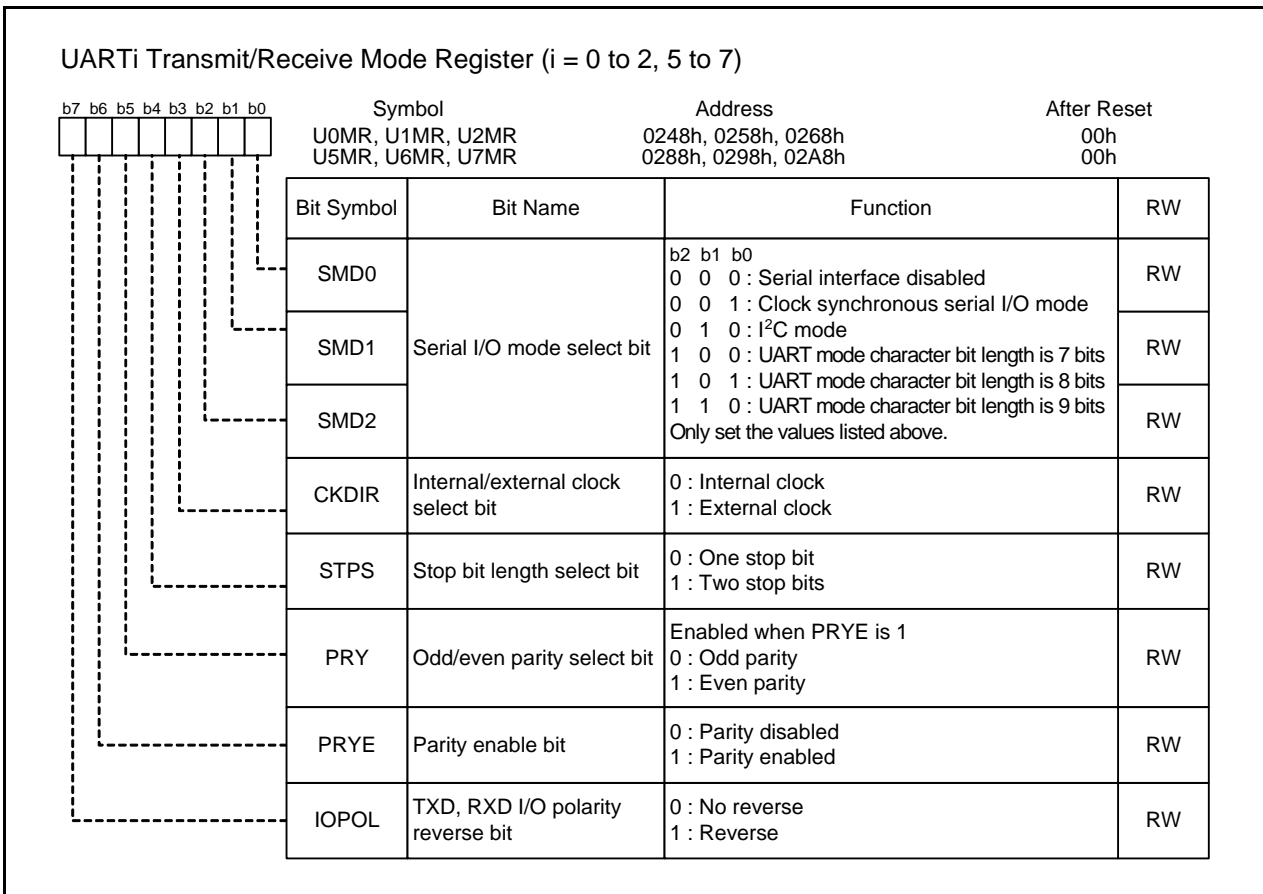 UARTi Transmit/Receive Mode Register (i = 0 to 2, 5 to 7)
b7 b6 b5 b4 b3 b2 b1 b0
Symbol Address After Reset
U0MR, U1MR, U2MR 0248h, 0258h, 0268h 00h
U5MR, U6MR, U7MR 0288h, 0298h, 02A8h 00h
Bit Symbol Bit Name Function RW
SMD0 RW
SMD1 Serial I/O mode select bit RW
SMD2 RW
b2 b1 b0
0 0 0 : Serial interface disabled
0 0 1 : Clock synchronous serial I/O mode
0 1 0 : I²C mode
1 0 0 : UART mode character bit length is 7 bits
1 0 1 : UART mode character bit length is 8 bits
1 1 0 : UART mode character bit length is 9 bits
Only set the values listed above.
CKDIR Internal/external clock select bit RW
0 : Internal clock
1 : External clock
STPS Stop bit length select bit RW
0 : One stop bit
1 : Two stop bits
PRY Odd/even parity select bit RW
Enabled when PRYE is 1
0 : Odd parity
1 : Even parity
PRYE Parity enable bit RW
0 : Parity disabled
1 : Parity enabled
IOPOL TXD, RXD I/O polarity reverse bit RW
0 : No reverse
1 : Reverse